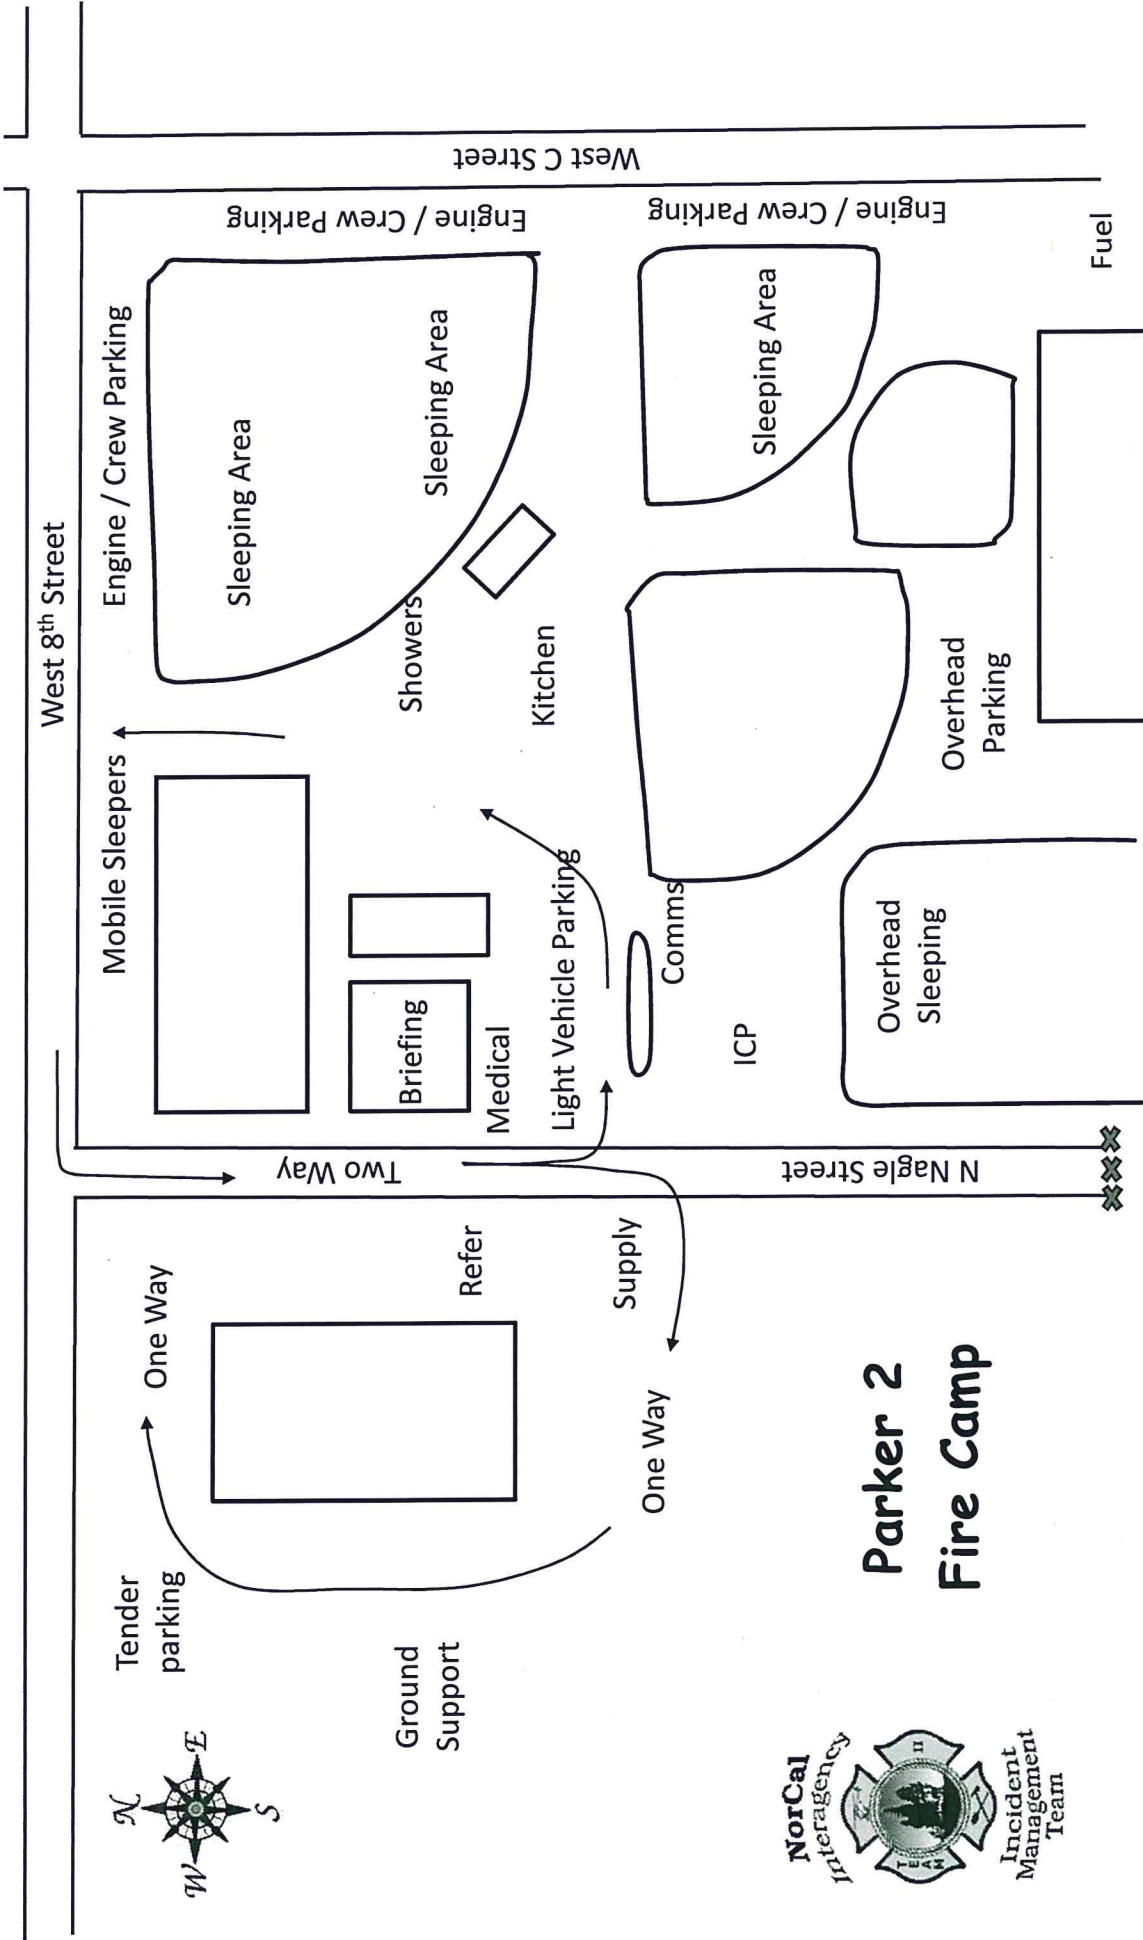 West 8th Street
Mobile Sleepers
Engine / Crew Parking
Tender
parking
One Way
N
W
E
S
Ground
Support
Refer
Two Way
Briefing
Medical
Showers
Sleeping Area
Sleeping Area
Engine / Crew Parking
West C Street
Kitchen
Light Vehicle Parking
Supply
One Way
Comms
ICP
Sleeping Area
Engine / Crew Parking
N Nagle Street
Overhead
Sleeping
Overhead
Parking
Fuel
Parker 2
Fire Camp
NorCal
Interagency
TEAM
II
Incident
Management
Team